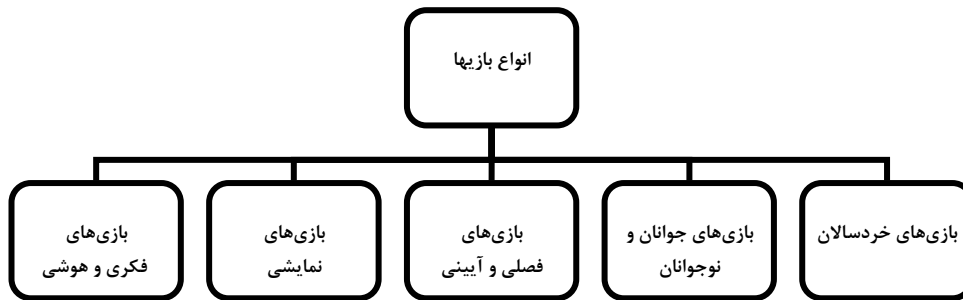 انواع بازیها
بازی‌های خردسالان
بازی‌های جوانان و
نوجوانان
بازی‌های
فصلی و آیینی
بازی‌های
نمایشی
بازی‌های
فکری و هوشی